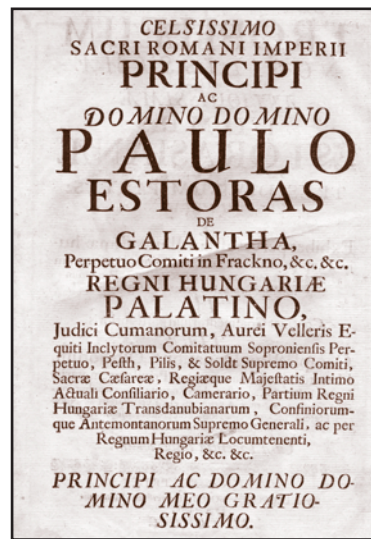 CELSISSIMO
SACRI ROMANI IMPERII
PRINCIPI
AC
DOMINO DOMINO
PAULO
ESTORAS
DE
GALANTHA,
Perpetuo Comiti in Frackno, &c. &c.
REGNI HUNGARIÆ
PALATINO,
Judici Cumanorum, Aurei Velleris E-
quiti Inclytorum Comitatuum Soproniensis Per-
petuo, Pesth, Pilis, & Soldt Supremo Comiti,
Sacræ Cæsareæ, Regiæque Majestatis Intimo
Actuali Consiliario, Camerario, Partium Regni
Hungariæ Transdanubianarum, Confiniorum-
que Antemontanorum Supremo Generali, ac per
Regnum Hungariæ Locumtenenti,
Regio, &c. &c.
PRINCIPI AC DOMINO DO-
MINO MEO GRATIO-
SISSIMO.